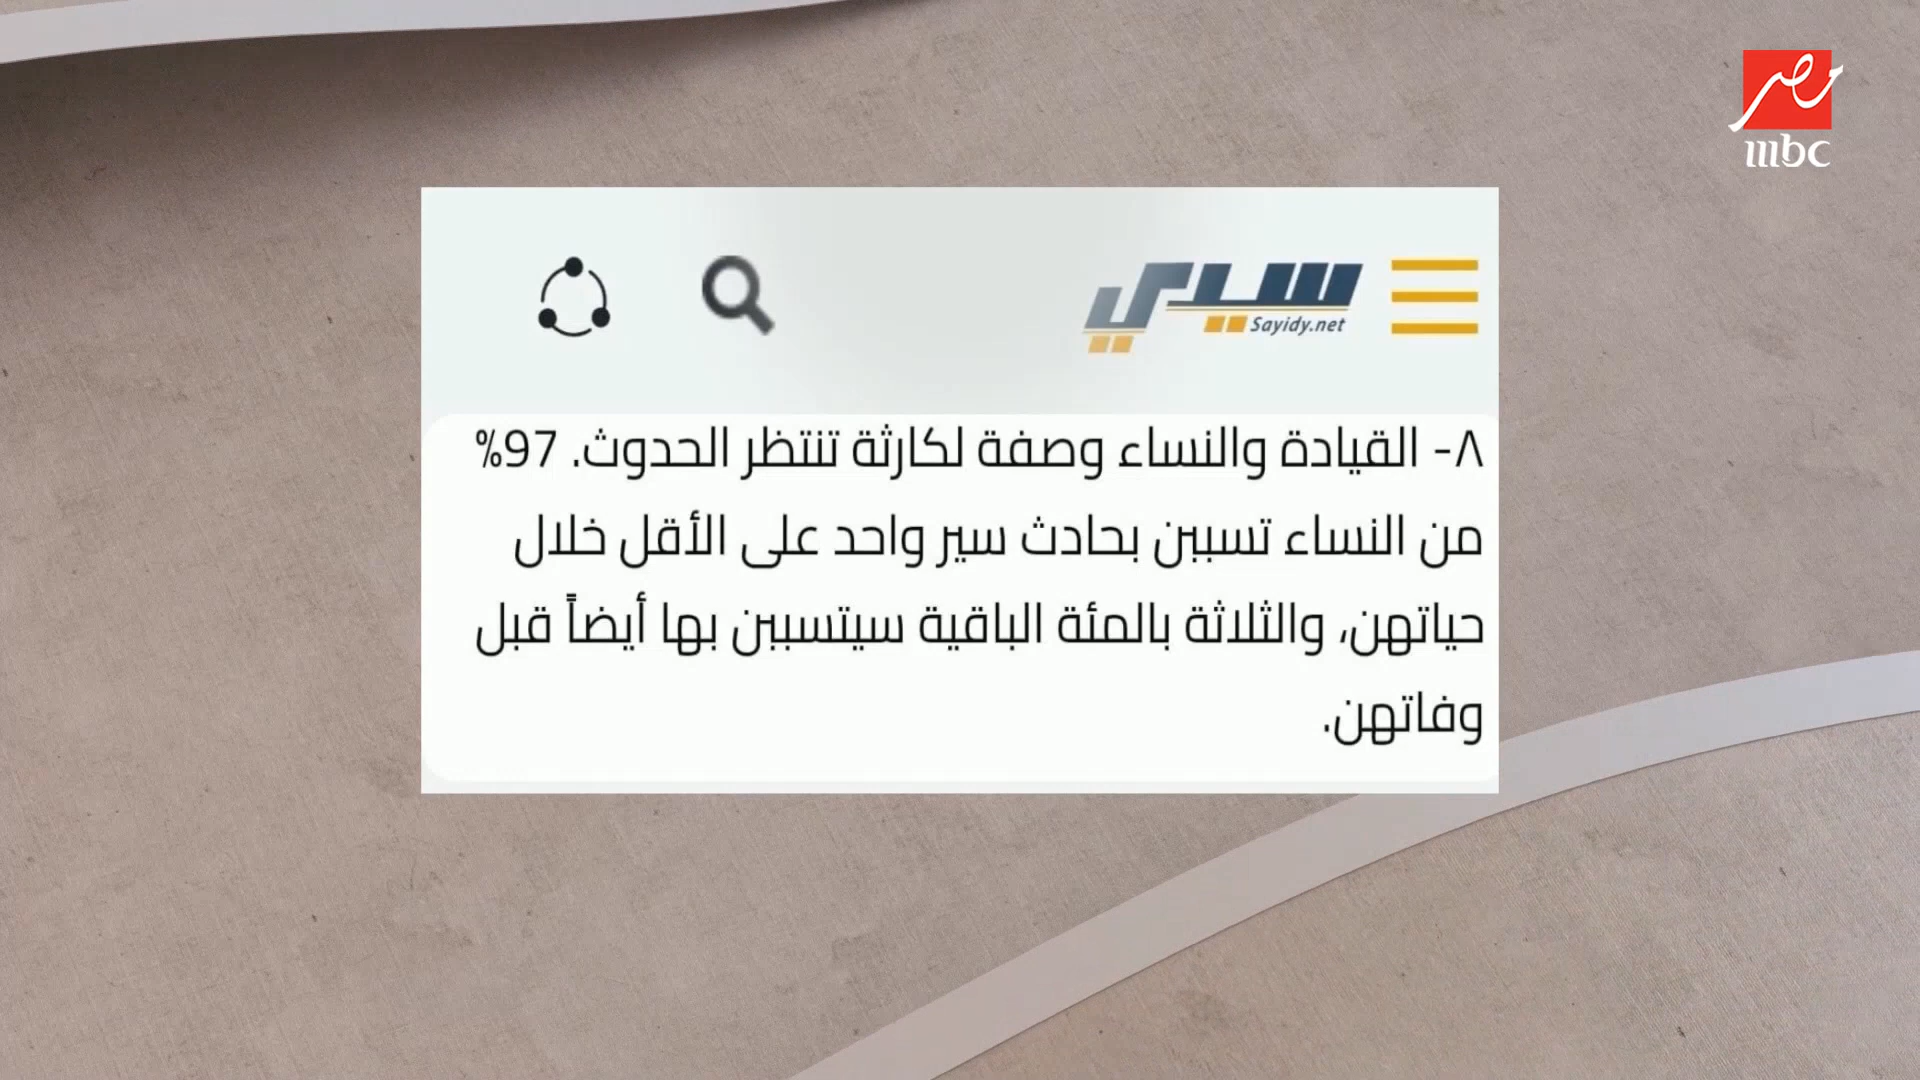 مصر
mbc
سيدي
Sayidy.net
٨- القيادة والنساء وصفة لكارثة تنتظر الحدوث. 97%
من النساء تسببن بحادث سير واحد على الأقل خلال
حياتهن، والثلاثة بالمئة الباقية سيتسببن بها أيضاً قبل
وفاتهن.